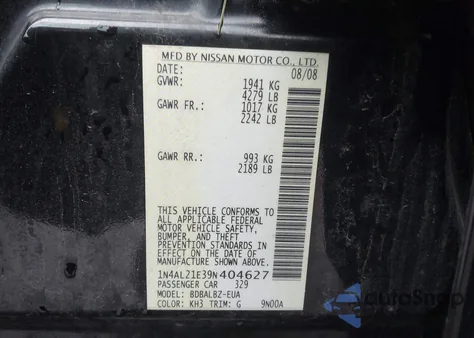 MFD BY NISSAN MOTOR CO., LTD.
DATE: 08/08
GVWR: 1941 KG
4279 LB
GAWR FR.: 1017 KG
2242 LB
GAWR RR.: 993 KG
2189 LB
THIS VEHICLE CONFORMS TO
ALL APPLICABLE FEDERAL
MOTOR VEHICLE SAFETY,
BUMPER, AND THEFT
PREVENTION STANDARDS IN
EFFECT ON THE DATE OF
MANUFACTURE SHOWN ABOVE.
1N4AL21E39N404627
PASSENGER CAR 329
MODEL: BDBALBZ-EUA
COLOR: KH3 TRIM: G 9N00A
AutoSnap